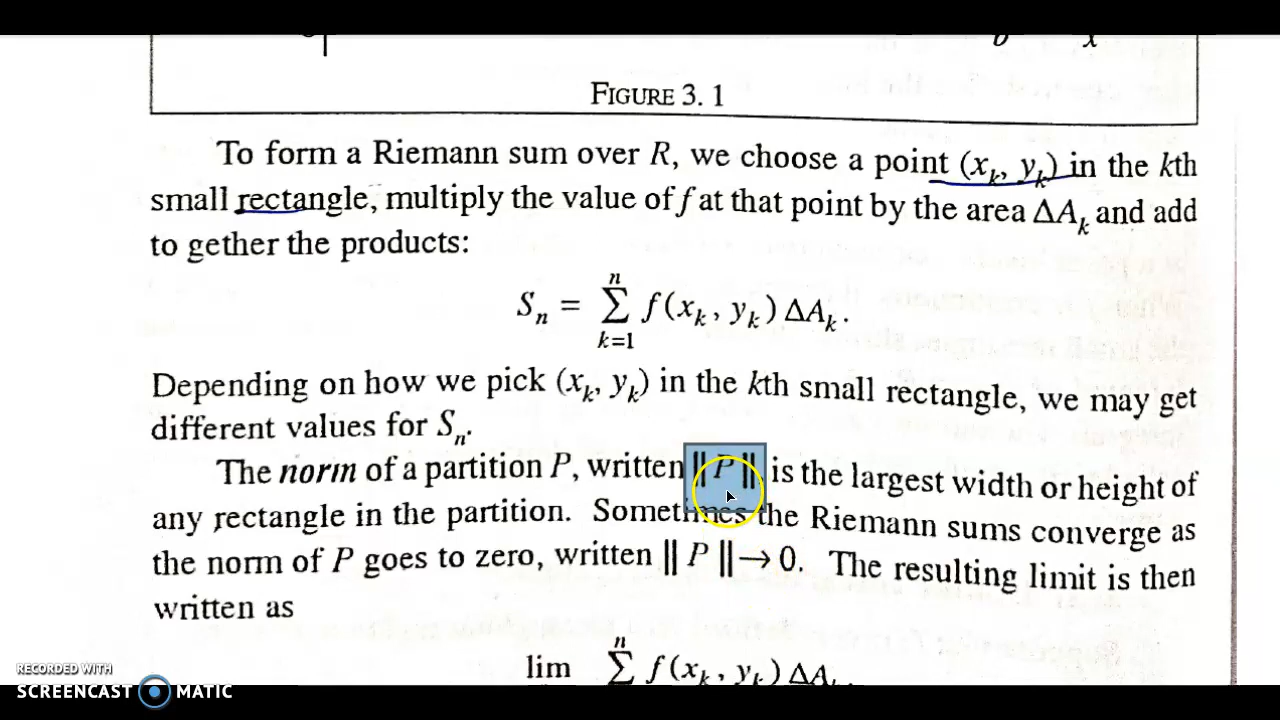 b x
FIGURE 3. 1
To form a Riemann sum over R, we choose a point (xₖ, yₖ) in the kth
small rectangle, multiply the value of f at that point by the area ΔAₖ and add
to gether the products:
Sₙ = ∑ₖ₌₁ⁿ f(xₖ, yₖ) ΔAₖ.
Depending on how we pick (xₖ, yₖ) in the kth small rectangle, we may get
different values for Sₙ.
The norm of a partition P, written || P || is the largest width or height of
any rectangle in the partition. Sometimes the Riemann sums converge as
the norm of P goes to zero, written || P || → 0. The resulting limit is then
written as
lim ∑ⁿ f(xₖ, yₖ) ΔAₖ
RECORDED WITH
SCREENCAST MATIC